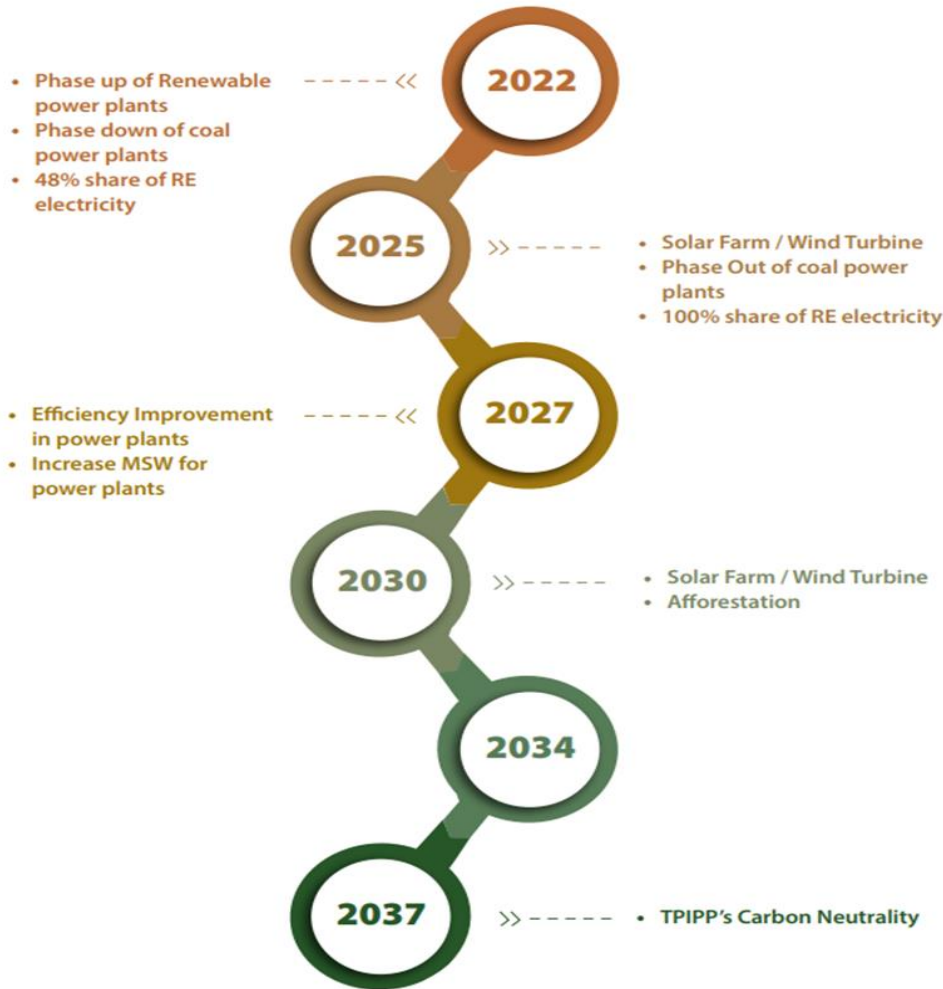 2022
• Phase up of Renewable
power plants
• Phase down of coal
power plants
• 48% share of RE
electricity
2025
• Solar Farm / Wind Turbine
• Phase Out of coal power
plants
• 100% share of RE electricity
2027
• Efficiency Improvement
in power plants
• Increase MSW for
power plants
2030
• Solar Farm / Wind Turbine
• Afforestation
2034
2037
• TPIPP's Carbon Neutrality